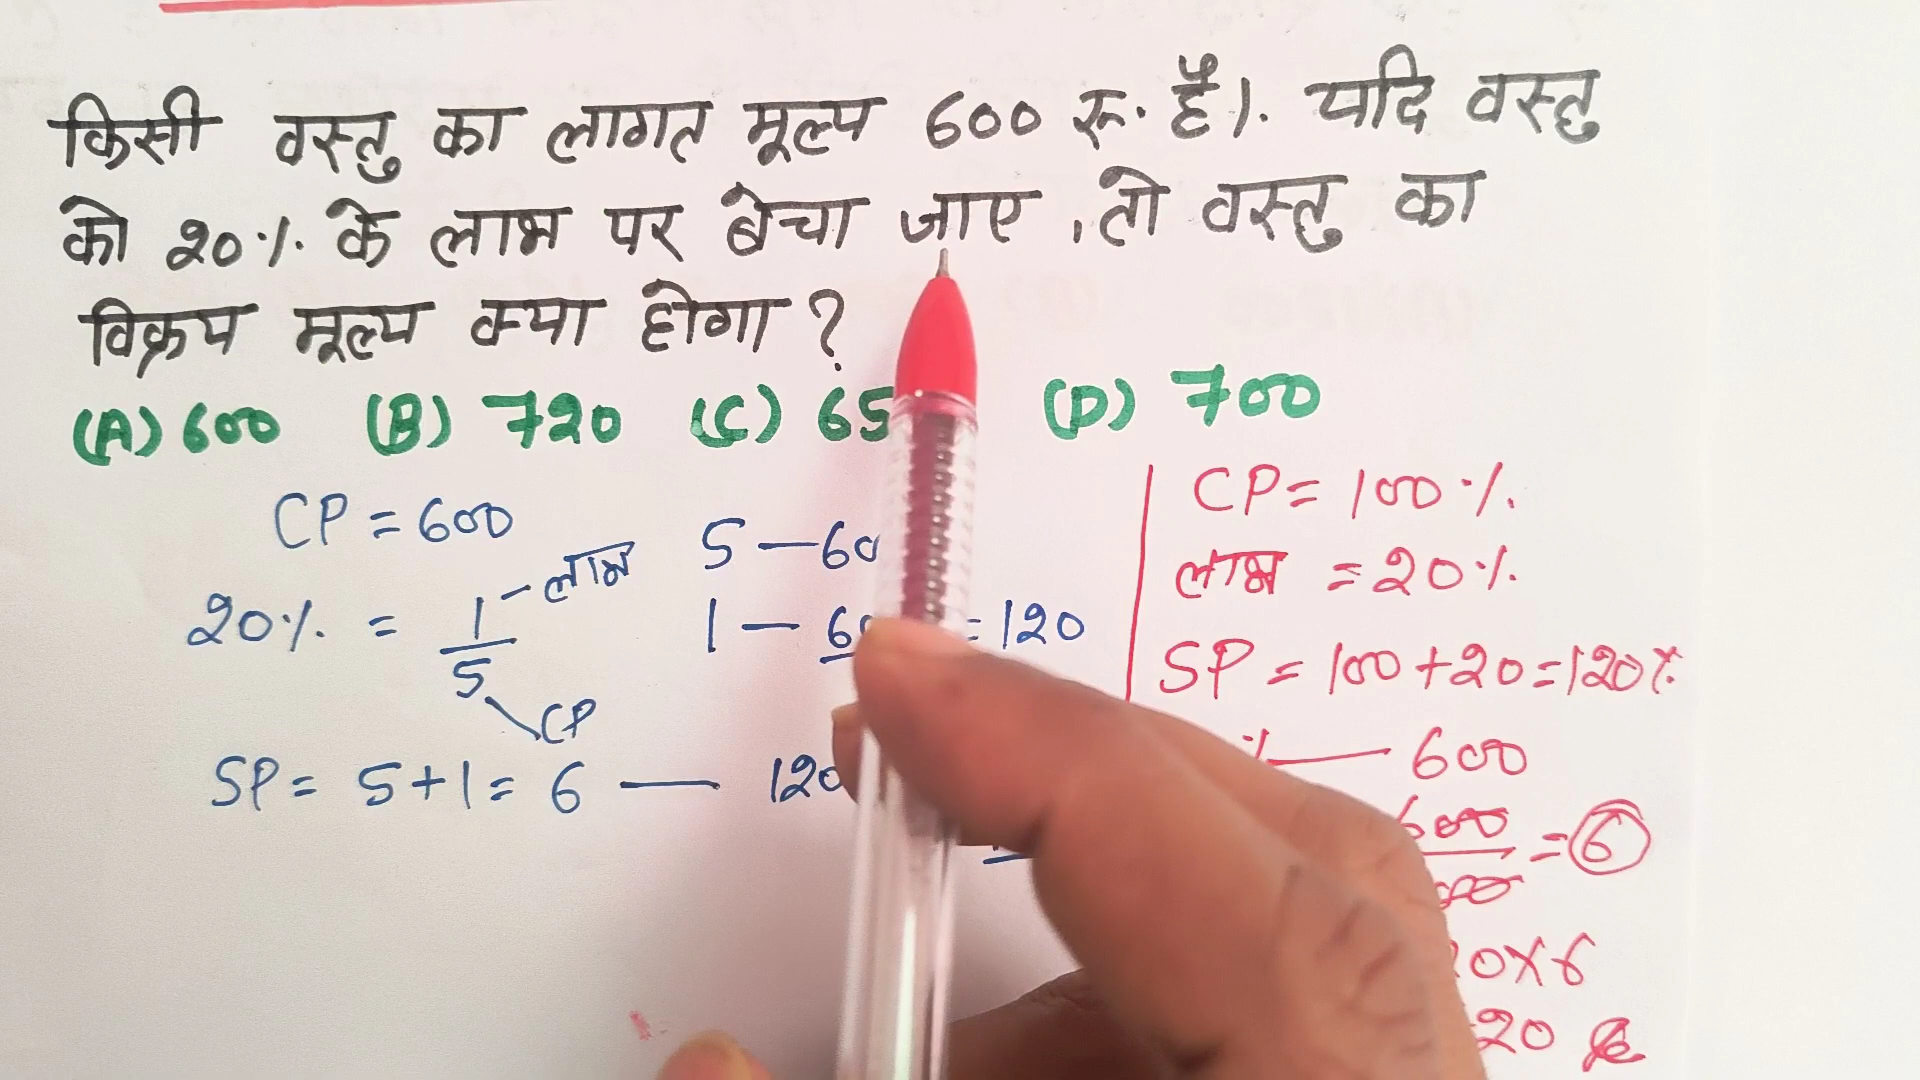 किसी वस्तु का लागत मूल्य 600 रू. है।. यदि वस्तु
को 20%. के लाभ पर बेचा जाए , तो वस्तु का
विक्रय मूल्य क्या होगा ?
(A) 600 (B) 720 (C) 65 (D) 700
CP = 600
20%. = 1/5 - लाभ
CP
SP = 5+1 = 6 — 120
5 — 60
1 — 60 = 120
CP = 100 %.
लाभ = 20 %.
SP = 100 + 20 = 120 %.
% — 600
600 = 6
0 x 6
20